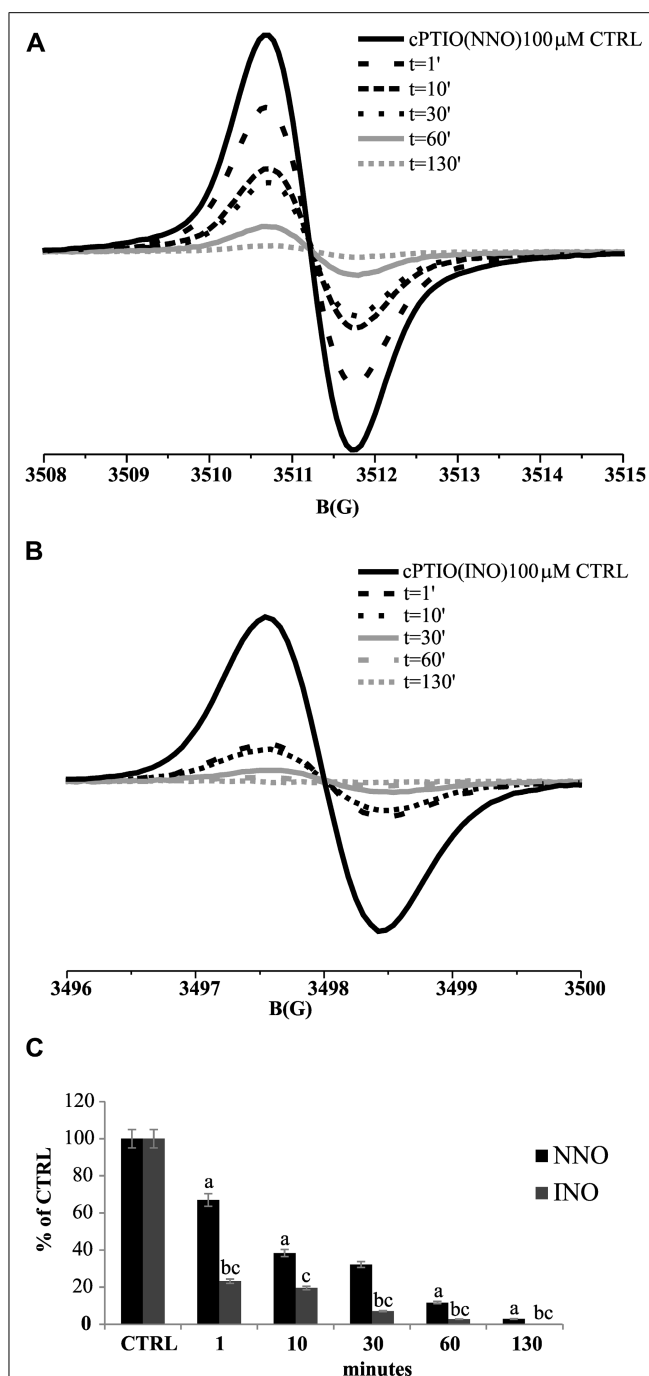 A
cPTIO(NNO)100μM CTRL
t=1'
t=10'
t=30'
t=60'
t=130'
3508 3509 3510 3511 3512 3513 3514 3515
B(G)
B
cPTIO(INO)100μM CTRL
t=1'
t=10'
t=30'
t=60'
t=130'
3496 3497 3498 3499 3500
B(G)
C
120
100
80
60
40
20
0
% of CTRL
NNO
INO
a bc a c bc a bc a bc
CTRL 1 10 30 60 130
minutes